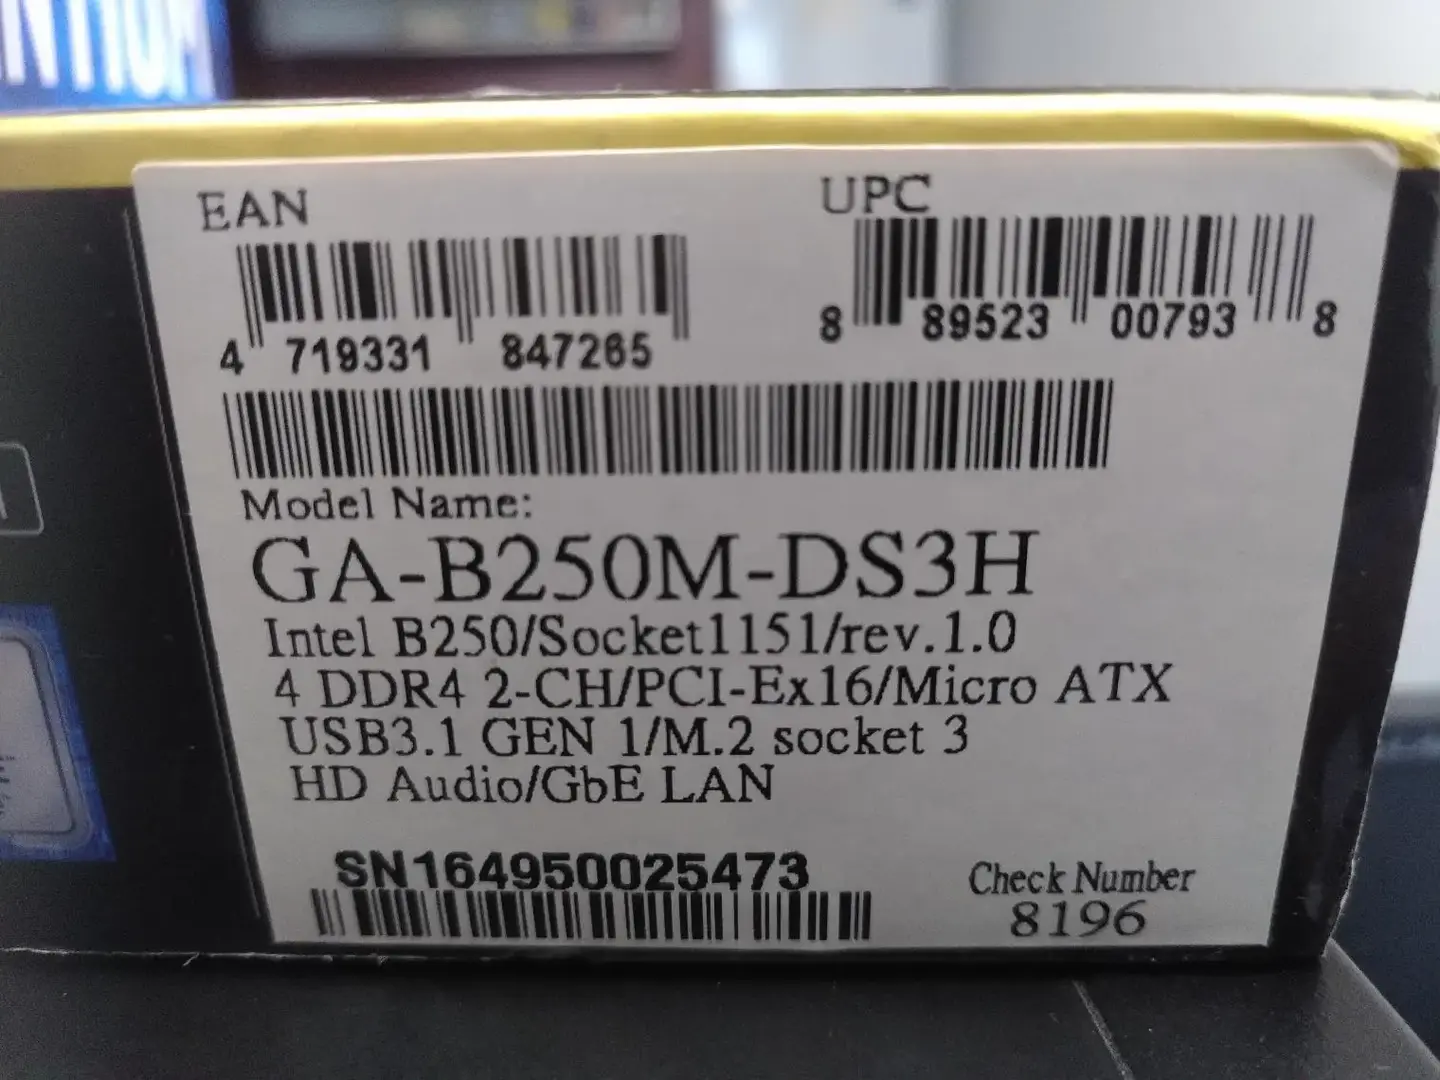 EAN
UPC
4 719331 847265
8 89523 00793 8
Model Name:
GA-B250M-DS3H
Intel B250/Socket1151/rev.1.0
4 DDR4 2-CH/PCI-Ex16/Micro ATX
USB3.1 GEN 1/M.2 socket 3
HD Audio/GbE LAN
SN164950025473
Check Number
8196